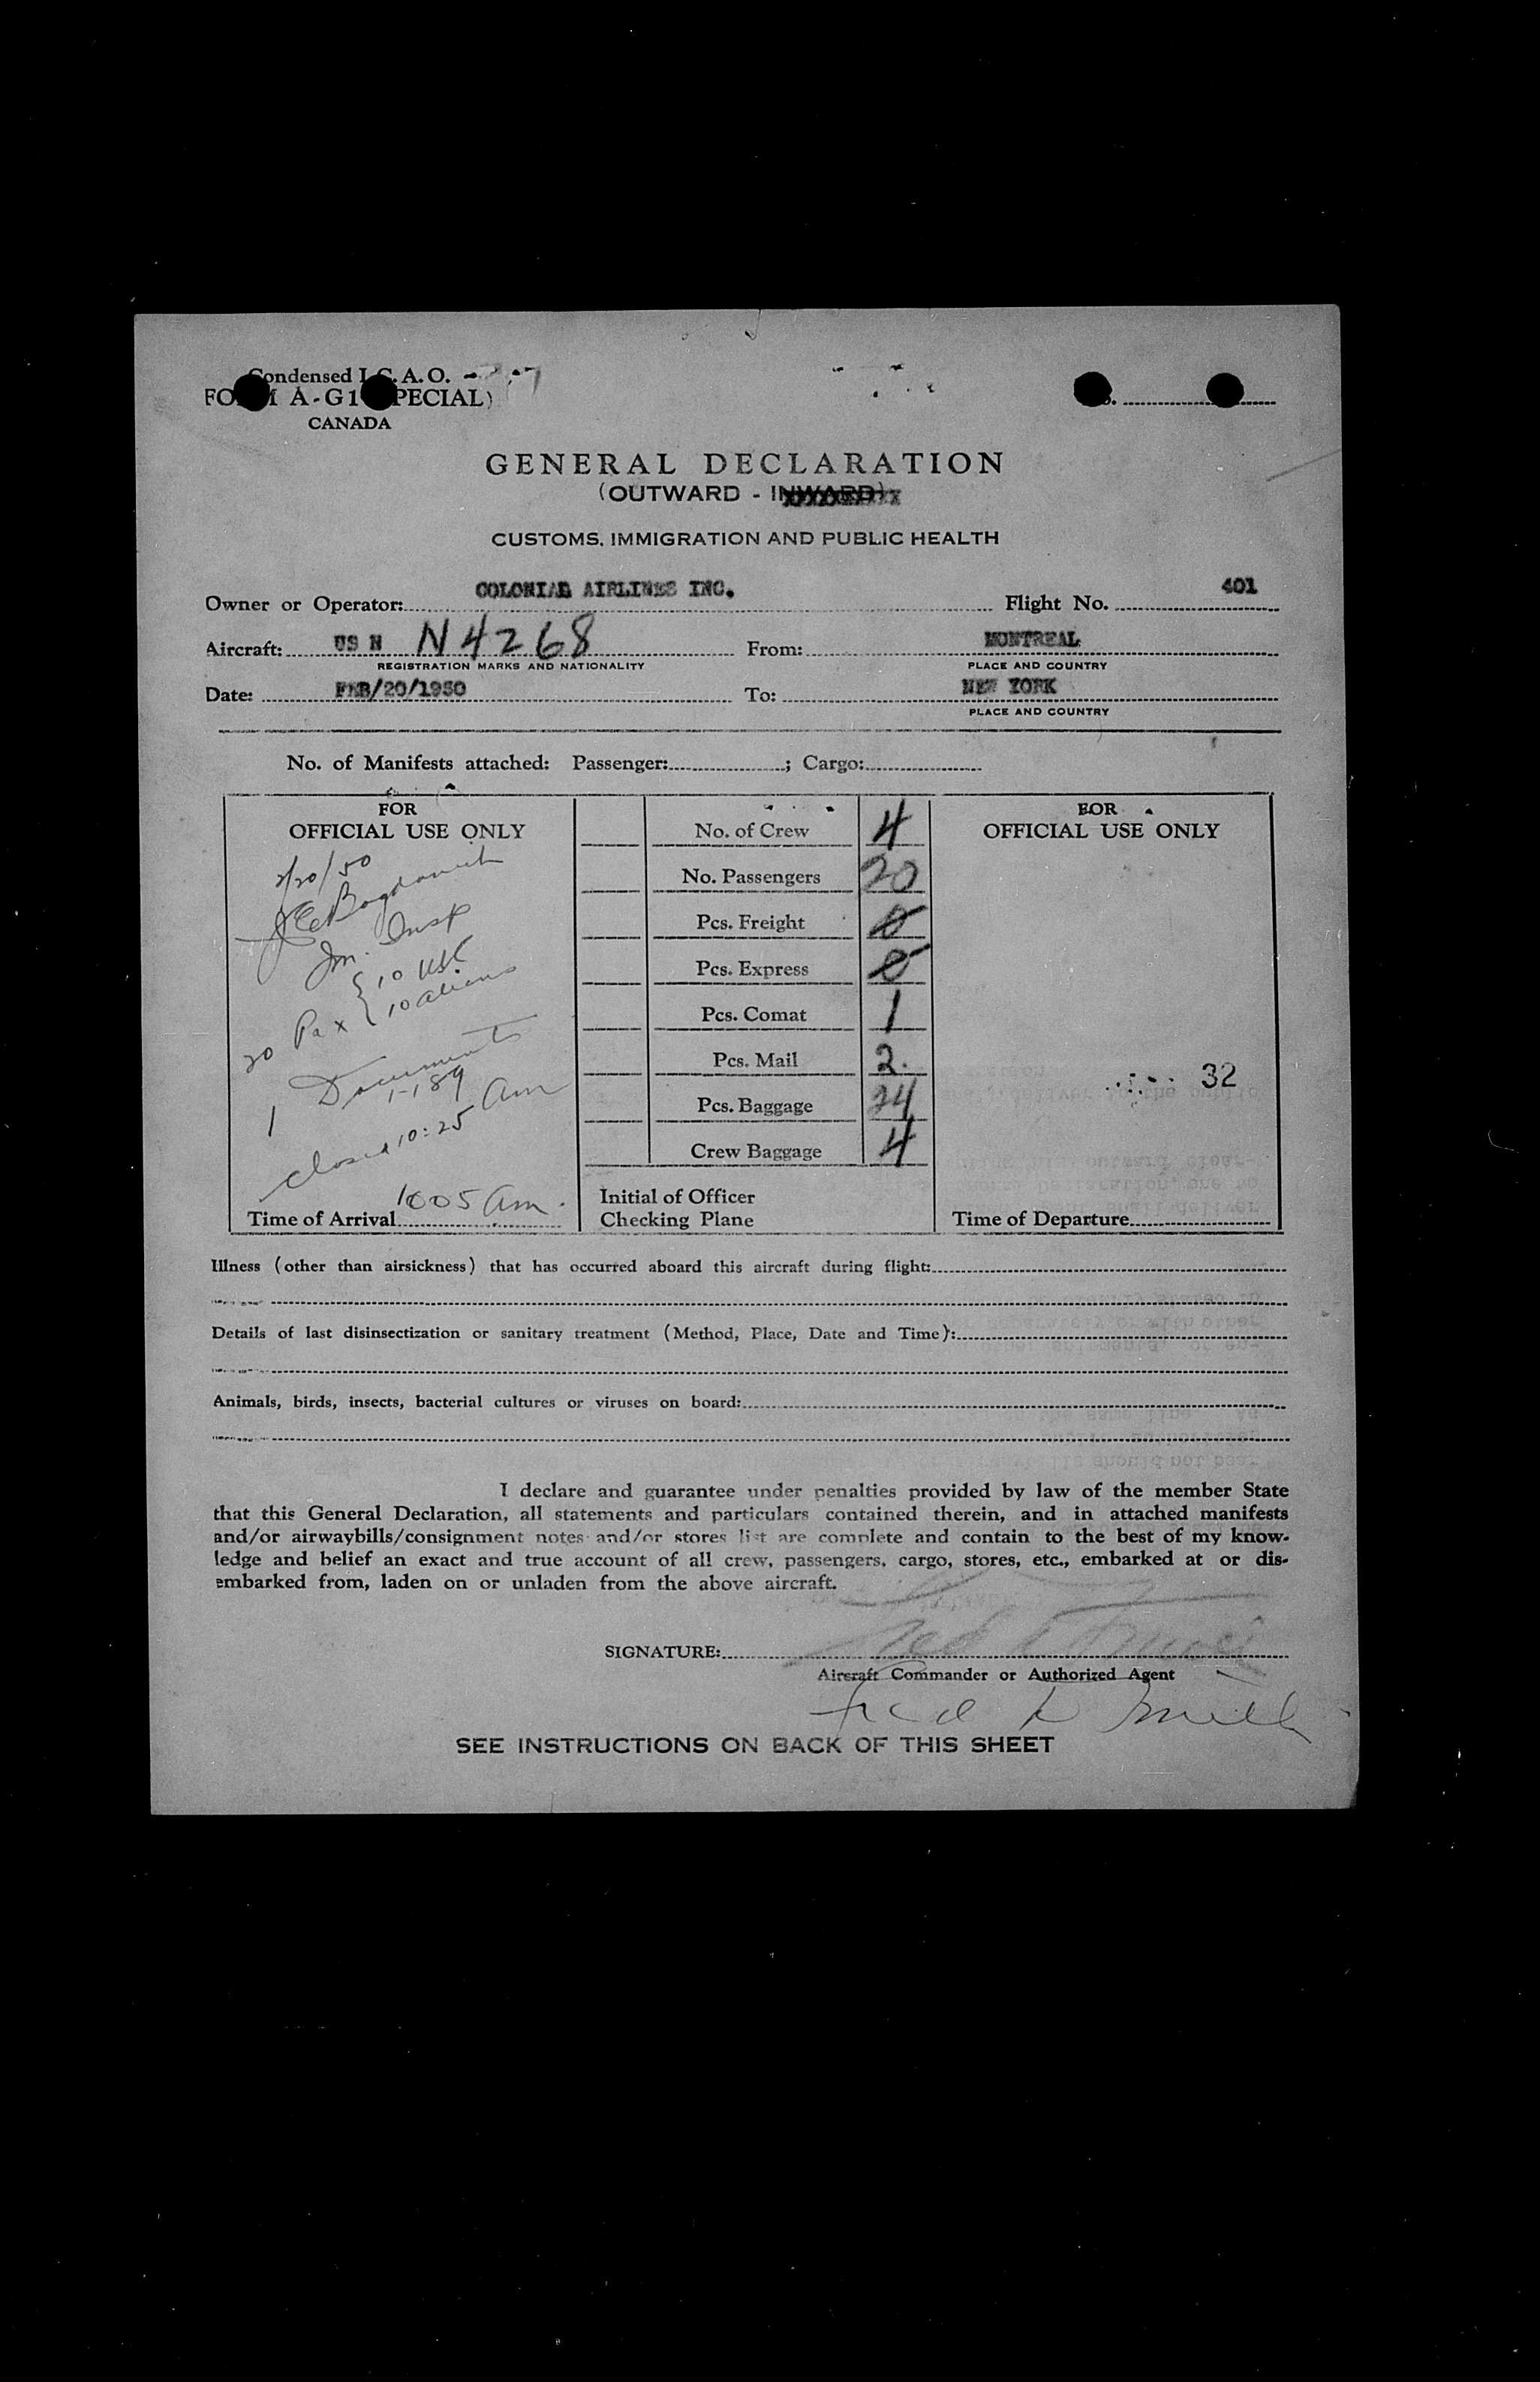 Condensed I.C.A.O.
FORM A-G1 (SPECIAL)
CANADA
GENERAL DECLARATION
(OUTWARD - INWARD)
CUSTOMS, IMMIGRATION AND PUBLIC HEALTH
Owner or Operator: COLONIAL AIRLINES INC. Flight No. 401
Aircraft: US N N4268 From: MONTREAL
REGISTRATION MARKS AND NATIONALITY PLACE AND COUNTRY
Date: FEB/20/1950 To: NEW YORK
PLACE AND COUNTRY
No. of Manifests attached: Passenger: ; Cargo:
FOR OFFICIAL USE ONLY
2/20/50
Im. Insp
20 Pax { 10 USC
10 aliens
1 Documents
1-189
closed 10:25 am
Time of Arrival 1005 am.
No. of Crew 4
No. Passengers 20
Pcs. Freight 0
Pcs. Express 0
Pcs. Comat 1
Pcs. Mail 2.
Pcs. Baggage 24
Crew Baggage 4
Initial of Officer
Checking Plane
FOR
OFFICIAL USE ONLY
32
Time of Departure
Illness (other than airsickness) that has occurred aboard this aircraft during flight:
Details of last disinsectization or sanitary treatment (Method, Place, Date and Time):
Animals, birds, insects, bacterial cultures or viruses on board:
I declare and guarantee under penalties provided by law of the member State
that this General Declaration, all statements and particulars contained therein, and in attached manifests
and/or airwaybills/consignment notes and/or stores list are complete and contain to the best of my know-
ledge and belief an exact and true account of all crew, passengers, cargo, stores, etc., embarked at or dis-
embarked from, laden on or unladen from the above aircraft.
SIGNATURE:
Aircraft Commander or Authorized Agent
SEE INSTRUCTIONS ON BACK OF THIS SHEET